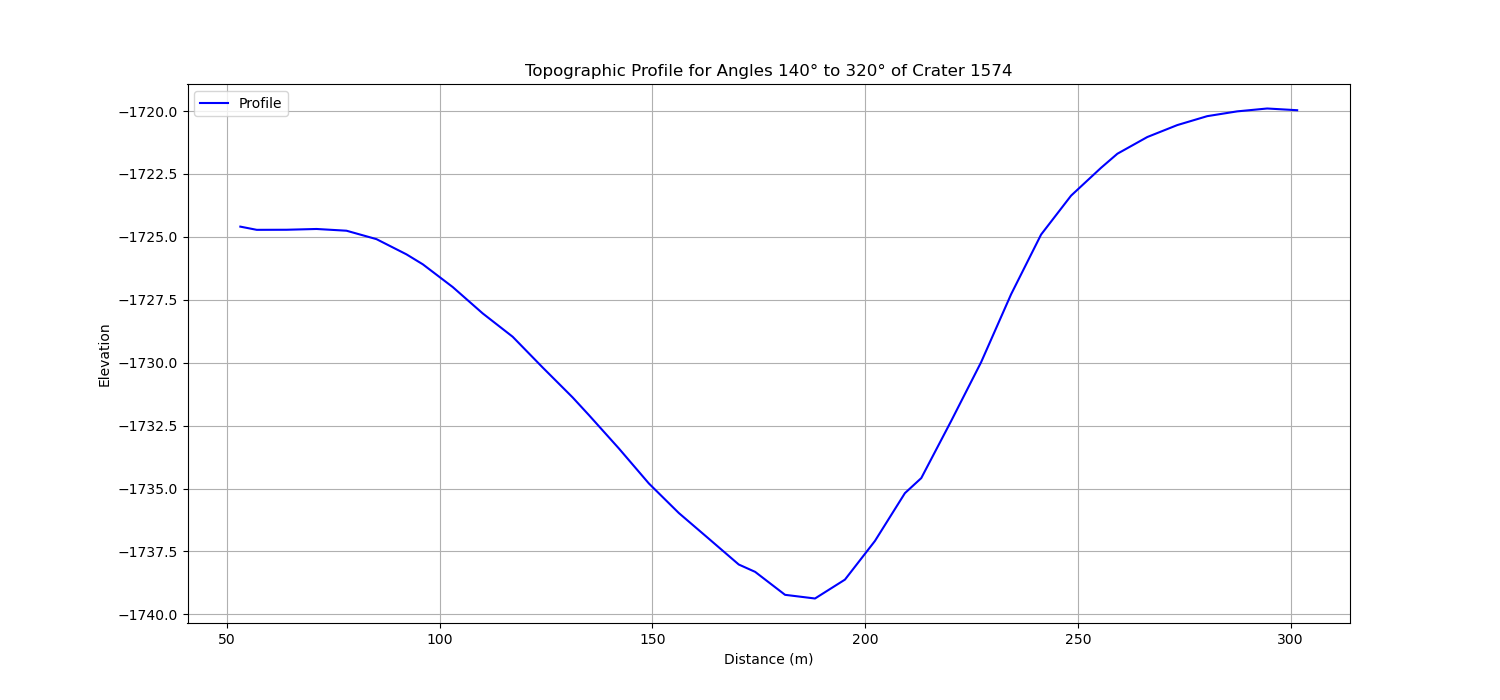 Topographic Profile for Angles 140° to 320° of Crater 1574
Profile
−1720.0
−1722.5
−1725.0
−1727.5
−1730.0
−1732.5
−1735.0
−1737.5
−1740.0
Elevation
50 100 150 200 250 300
Distance (m)